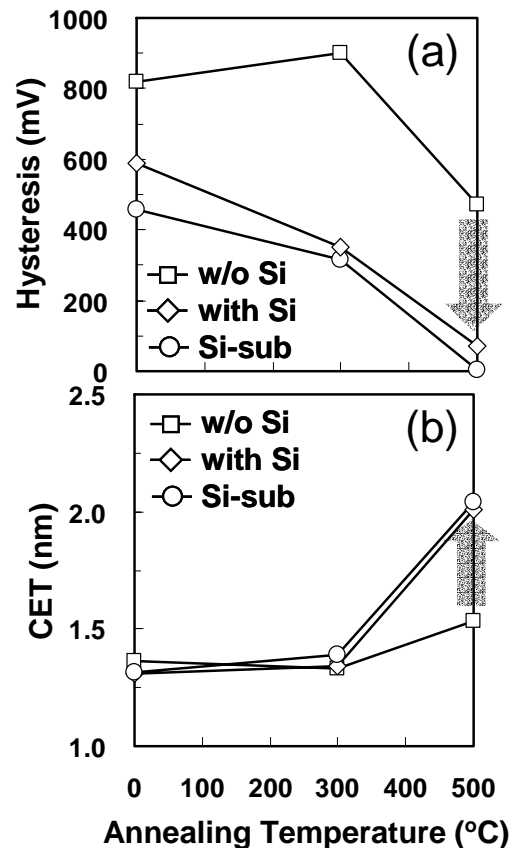 1000
(a)
800
600
400
200
0
Hysteresis (mV)
w/o Si
with Si
Si-sub
2.5
(b)
2.0
1.5
1.0
CET (nm)
w/o Si
with Si
Si-sub
0 100 200 300 400 500
Annealing Temperature (°C)